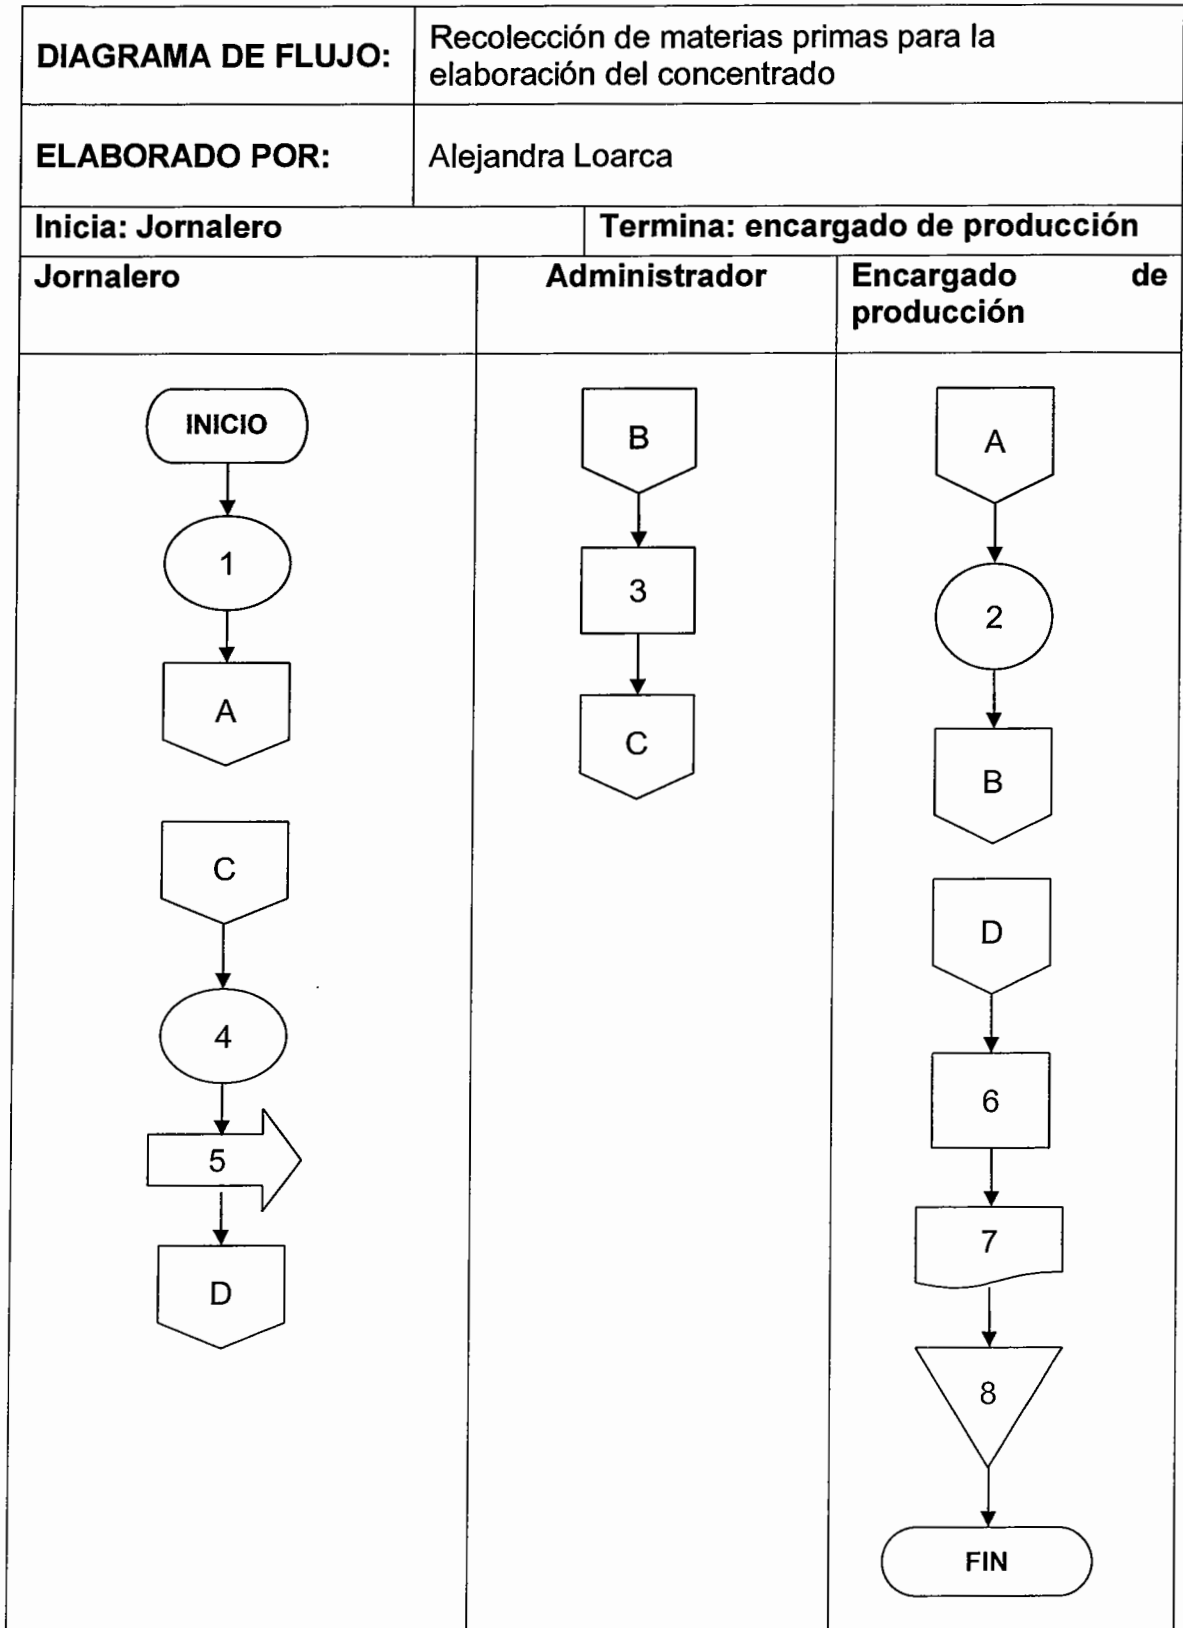 DIAGRAMA DE FLUJO:
Recolección de materias primas para la
elaboración del concentrado
ELABORADO POR:
Alejandra Loarca
Inicia: Jornalero
Termina: encargado de producción
Jornalero
Administrador
Encargado de
producción
INICIO
1
A
C
4
5
D
B
3
C
A
2
B
D
6
7
8
FIN